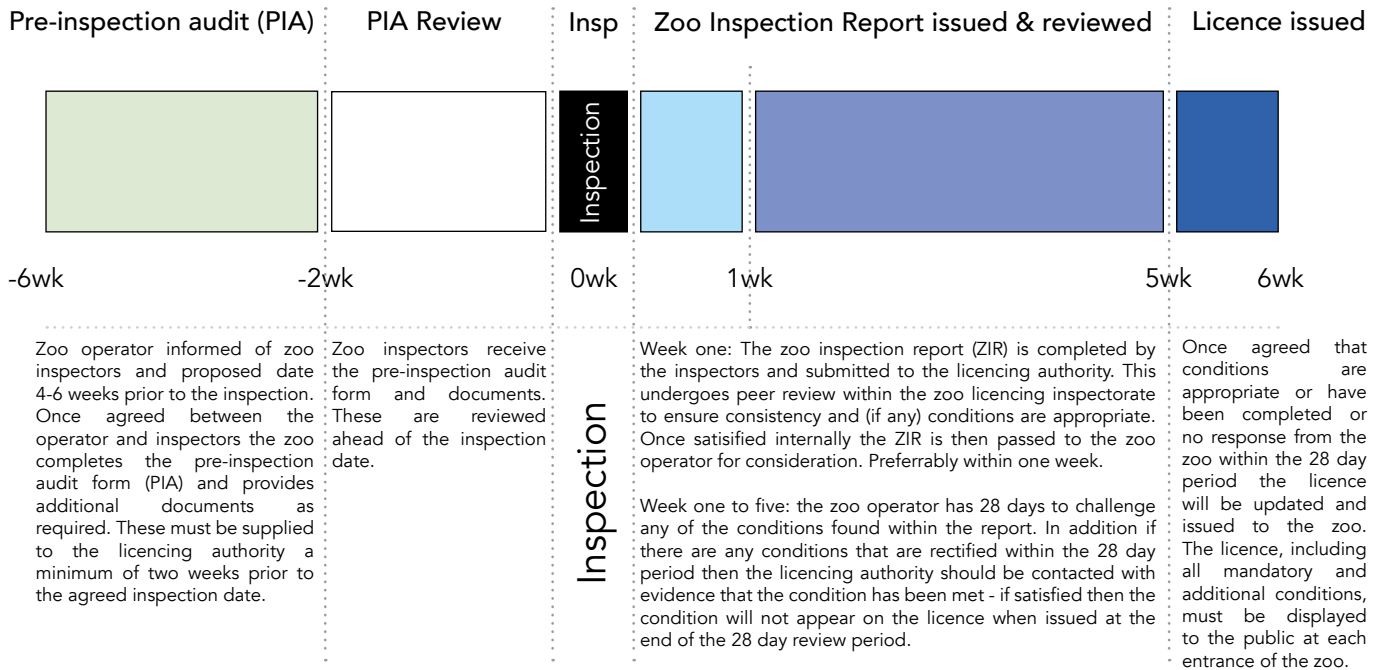 Pre-inspection audit (PIA)
PIA Review
Insp
Zoo Inspection Report issued & reviewed
Licence issued
Inspection
-6wk
-2wk
0wk
1wk
5wk
6wk
Zoo operator informed of zoo
inspectors and proposed date
4-6 weeks prior to the inspection.
Once agreed between the
operator and inspectors the zoo
completes the pre-inspection
audit form (PIA) and provides
additional documents as
required. These must be supplied
to the licencing authority a
minimum of two weeks prior to
the agreed inspection date.
Zoo inspectors receive
the pre-inspection audit
form and documents.
These are reviewed
ahead of the inspection
date.
Inspection
Week one: The zoo inspection report (ZIR) is completed by
the inspectors and submitted to the licencing authority. This
undergoes peer review within the zoo licencing inspectorate
to ensure consistency and (if any) conditions are appropriate.
Once satisified internally the ZIR is then passed to the zoo
operator for consideration. Preferrably within one week.
Week one to five: the zoo operator has 28 days to challenge
any of the conditions found within the report. In addition if
there are any conditions that are rectified within the 28 day
period then the licencing authority should be contacted with
evidence that the condition has been met - if satisfied then the
condition will not appear on the licence when issued at the
end of the 28 day review period.
Once agreed that
conditions are
appropriate or have
been completed or
no response from the
zoo within the 28 day
period the licence
will be updated and
issued to the zoo.
The licence, including
all mandatory and
additional conditions,
must be displayed
to the public at each
entrance of the zoo.